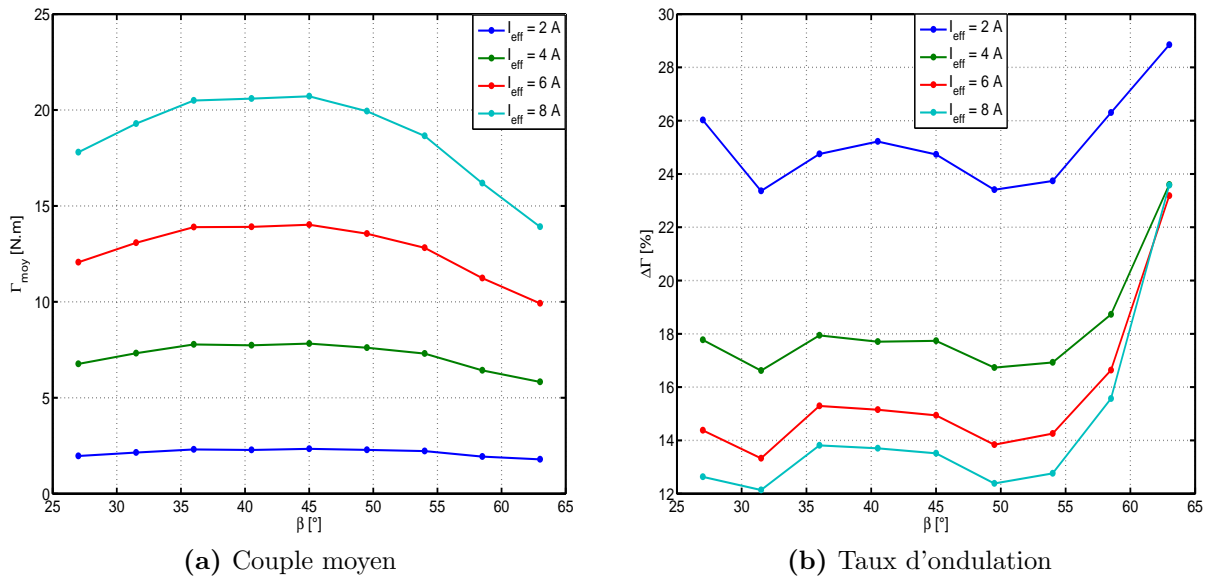 25
20
15
10
5
0
25
30
35
40
45
50
55
60
65
Γmoy [N.m]
β [°]
Ieff = 2 A
Ieff = 4 A
Ieff = 6 A
Ieff = 8 A
(a) Couple moyen
30
28
26
24
22
20
18
16
14
12
25
30
35
40
45
50
55
60
65
ΔΓ [%]
β [°]
Ieff = 2 A
Ieff = 4 A
Ieff = 6 A
Ieff = 8 A
(b) Taux d'ondulation